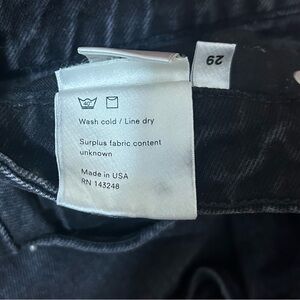 29
Wash cold / Line dry
Surplus fabric content
unknown
Made in USA
RN 143248